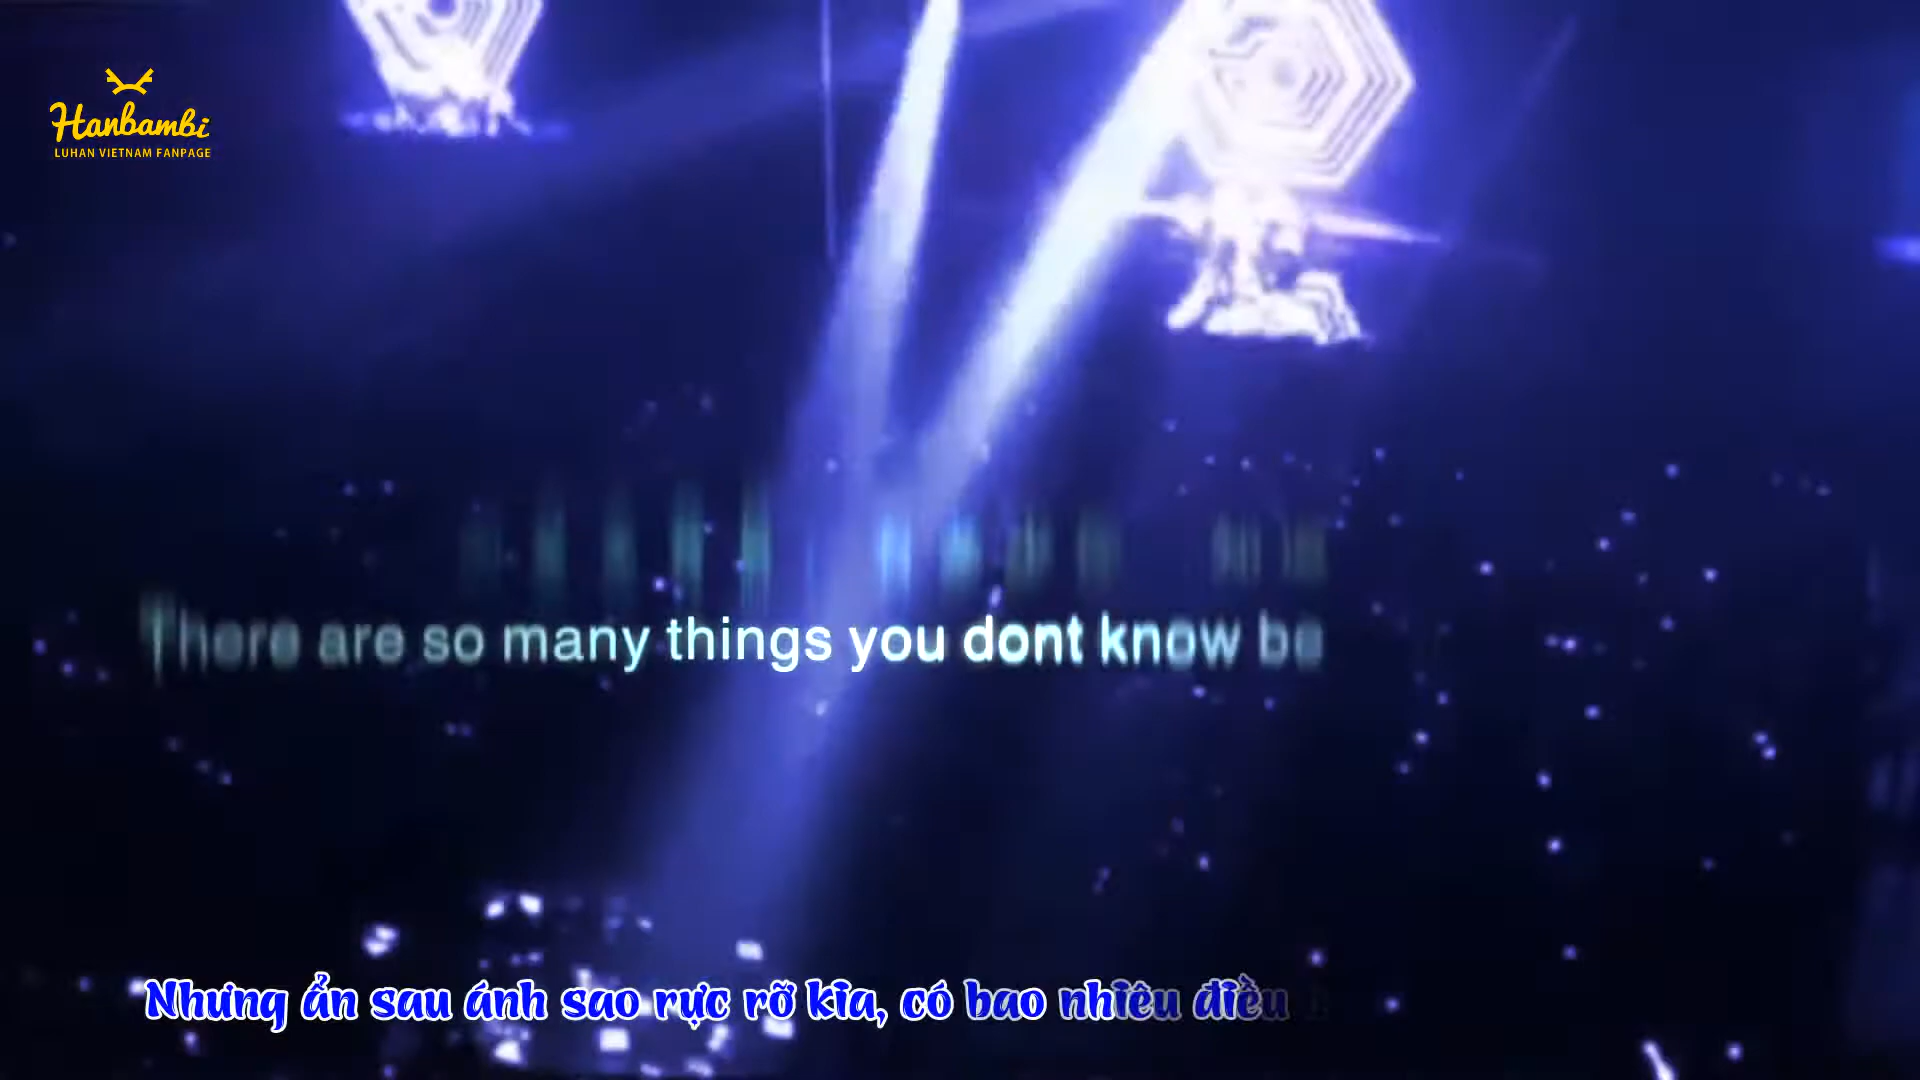 Hanbambi
LUHAN VIETNAM FANPAGE
There are so many things you dont know be
Nhưng ẩn sau ánh sao rực rỡ kia, có bao nhiêu điều